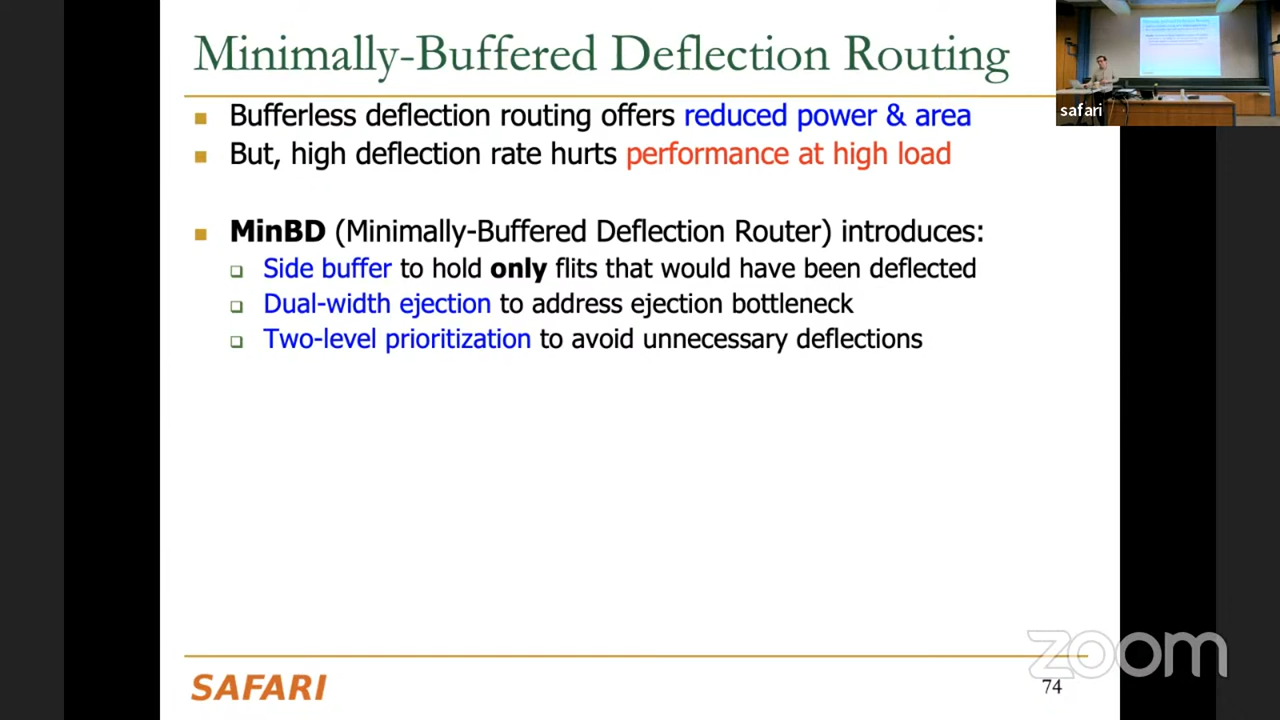 Minimally-Buffered Deflection Routing
Bufferless deflection routing offers reduced power & area
But, high deflection rate hurts performance at high load
MinBD (Minimally-Buffered Deflection Router) introduces:
Side buffer to hold only flits that would have been deflected
Dual-width ejection to address ejection bottleneck
Two-level prioritization to avoid unnecessary deflections
safari
zoom
SAFARI
74